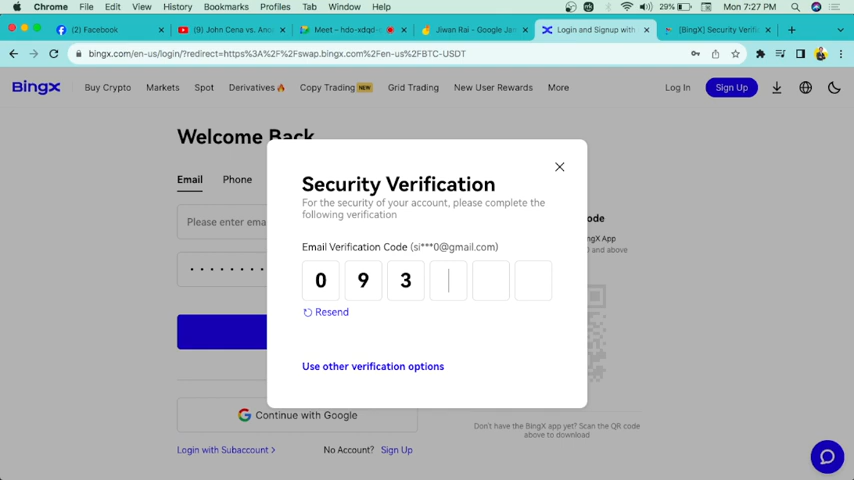 Chrome File Edit View History Bookmarks Profiles Tab Window Help 29% Mon 7:27 PM
(2) Facebook (9) John Cena vs. Ano Meet – hdo-xdqd- Jiwan Rai - Google Ja Login and Signup with [BingX] Security Verifi
bingx.com/en-us/login/?redirect=https%3A%2F%2Fswap.bingx.com%2Fen-us%2FBTC-USDT
BingX Buy Crypto Markets Spot Derivatives Copy Trading NEW Grid Trading New User Rewards More Log In Sign Up
Welcome Back
Email Phone
Please enter ema
Security Verification
For the security of your account, please complete the
following verification
Email Verification Code (si***0@gmail.com)
0 9 3
Resend
Use other verification options
ode
ngX App
0 and above
Continue with Google
Login with Subaccount > No Account? Sign Up
Don't have the BingX app yet? Scan the QR code
above to download